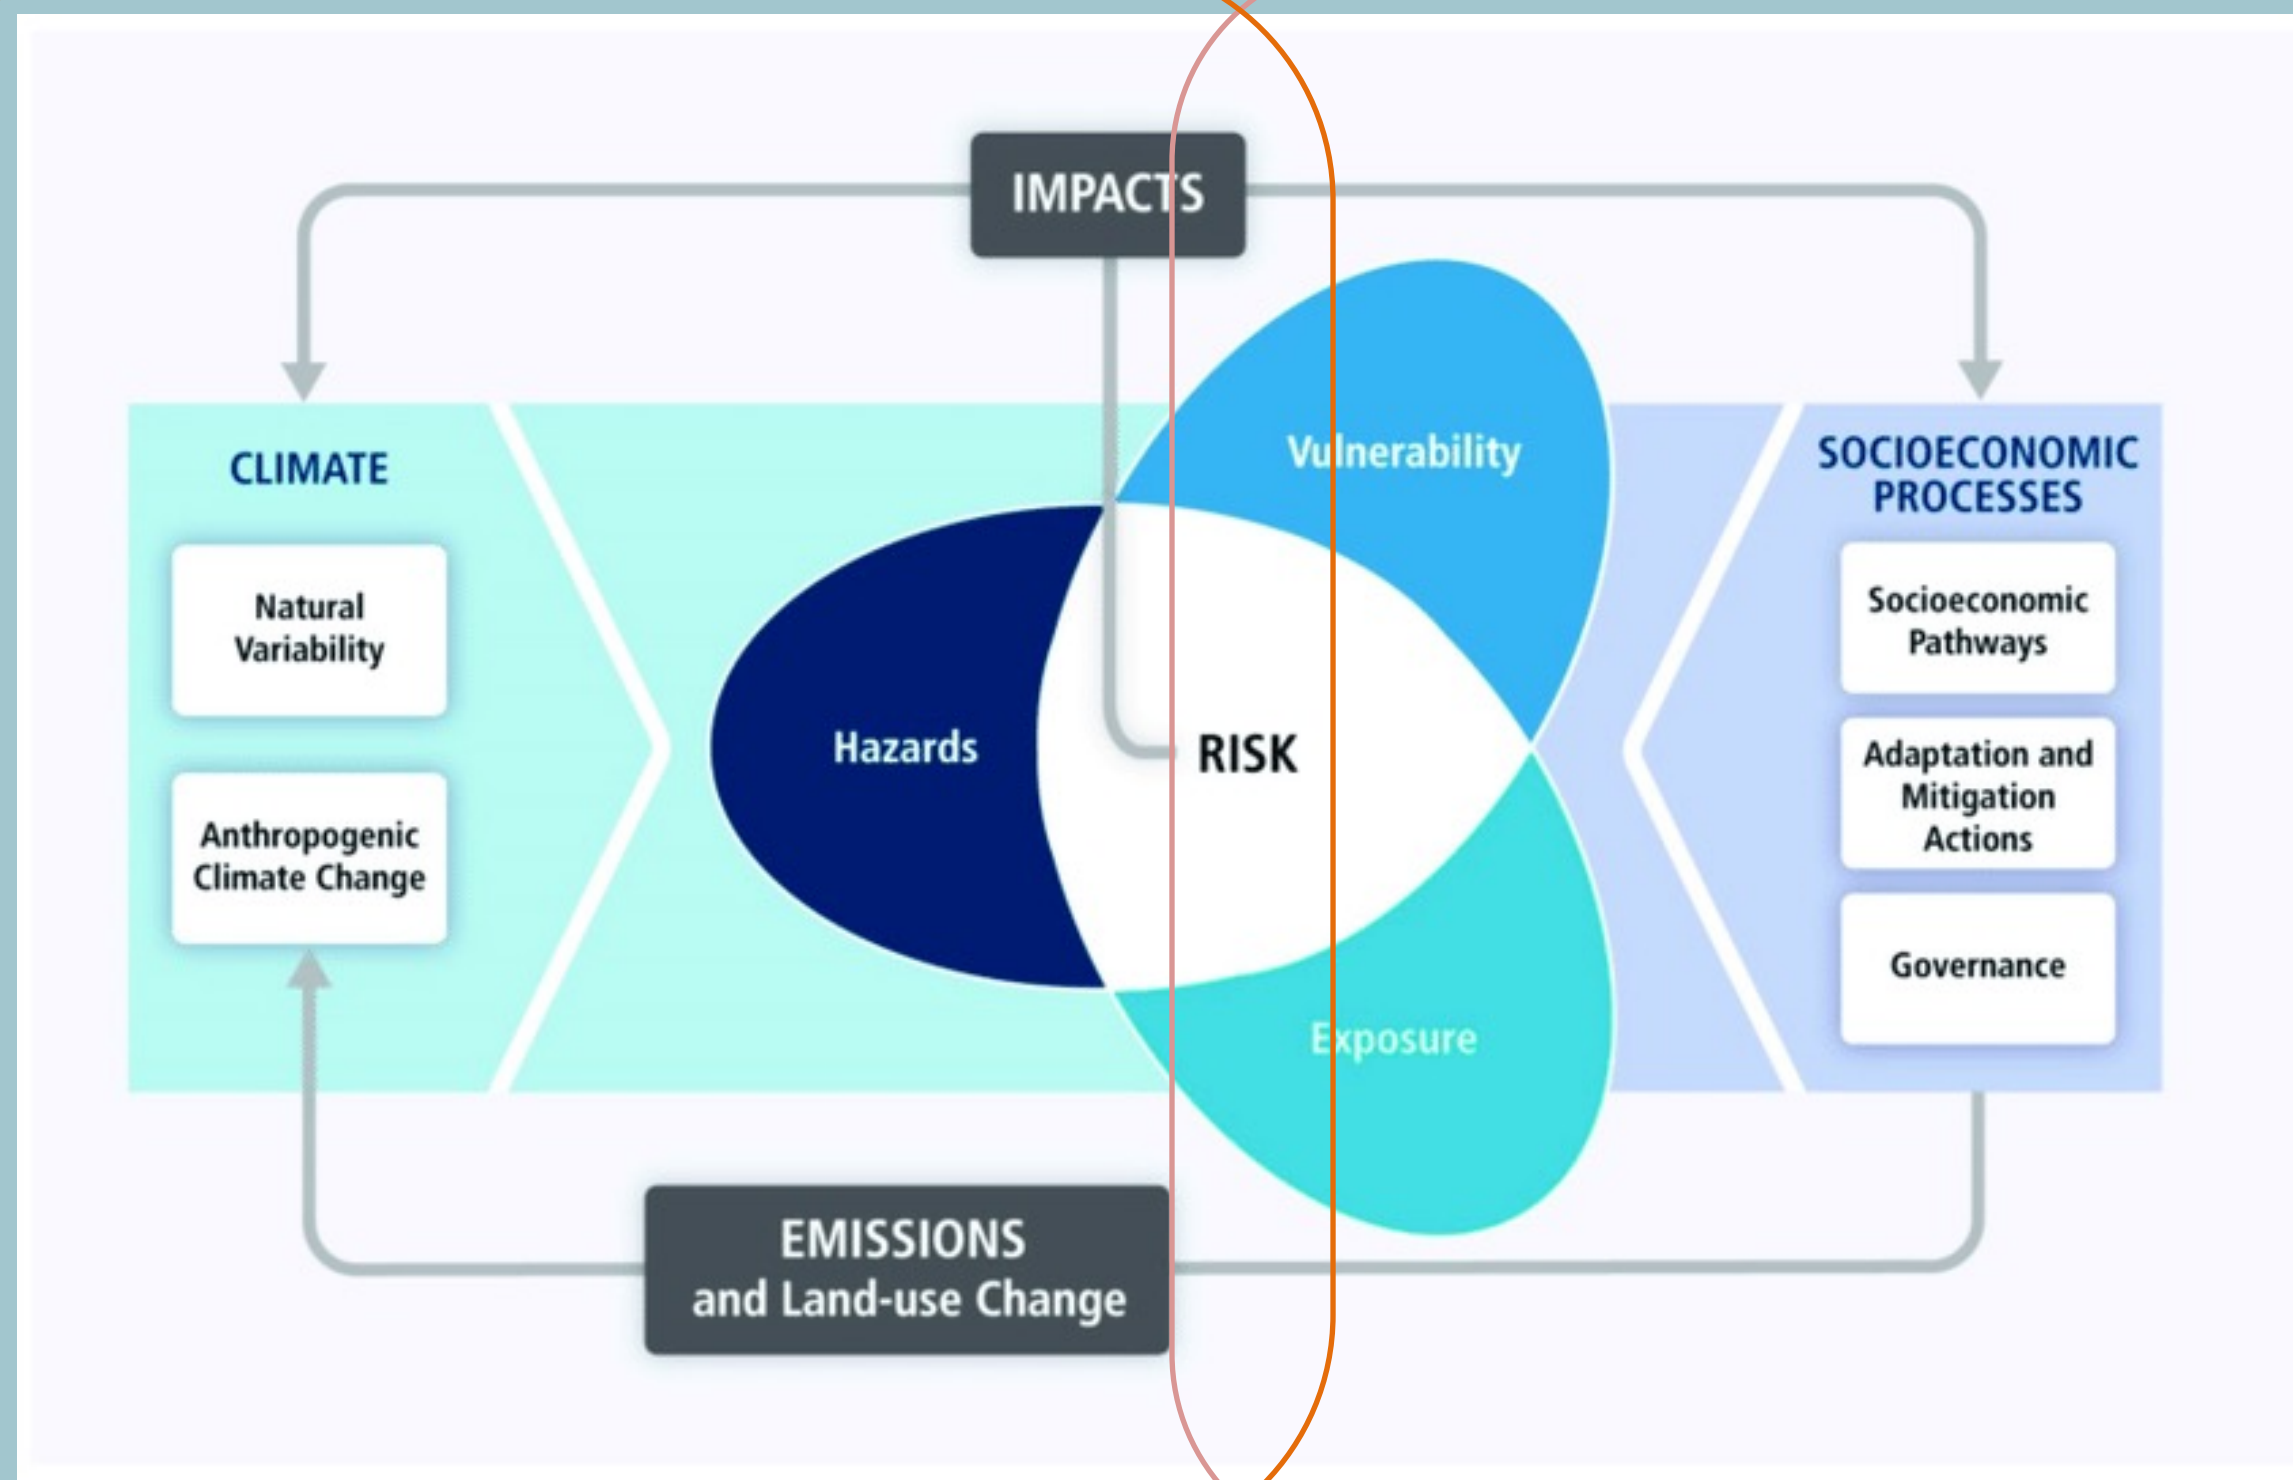 IMPACTS
CLIMATE
Natural
Variability
Anthropogenic
Climate Change
Hazards
Vulnerability
RISK
Exposure
SOCIOECONOMIC
PROCESSES
Socioeconomic
Pathways
Adaptation and
Mitigation
Actions
Governance
EMISSIONS
and Land-use Change